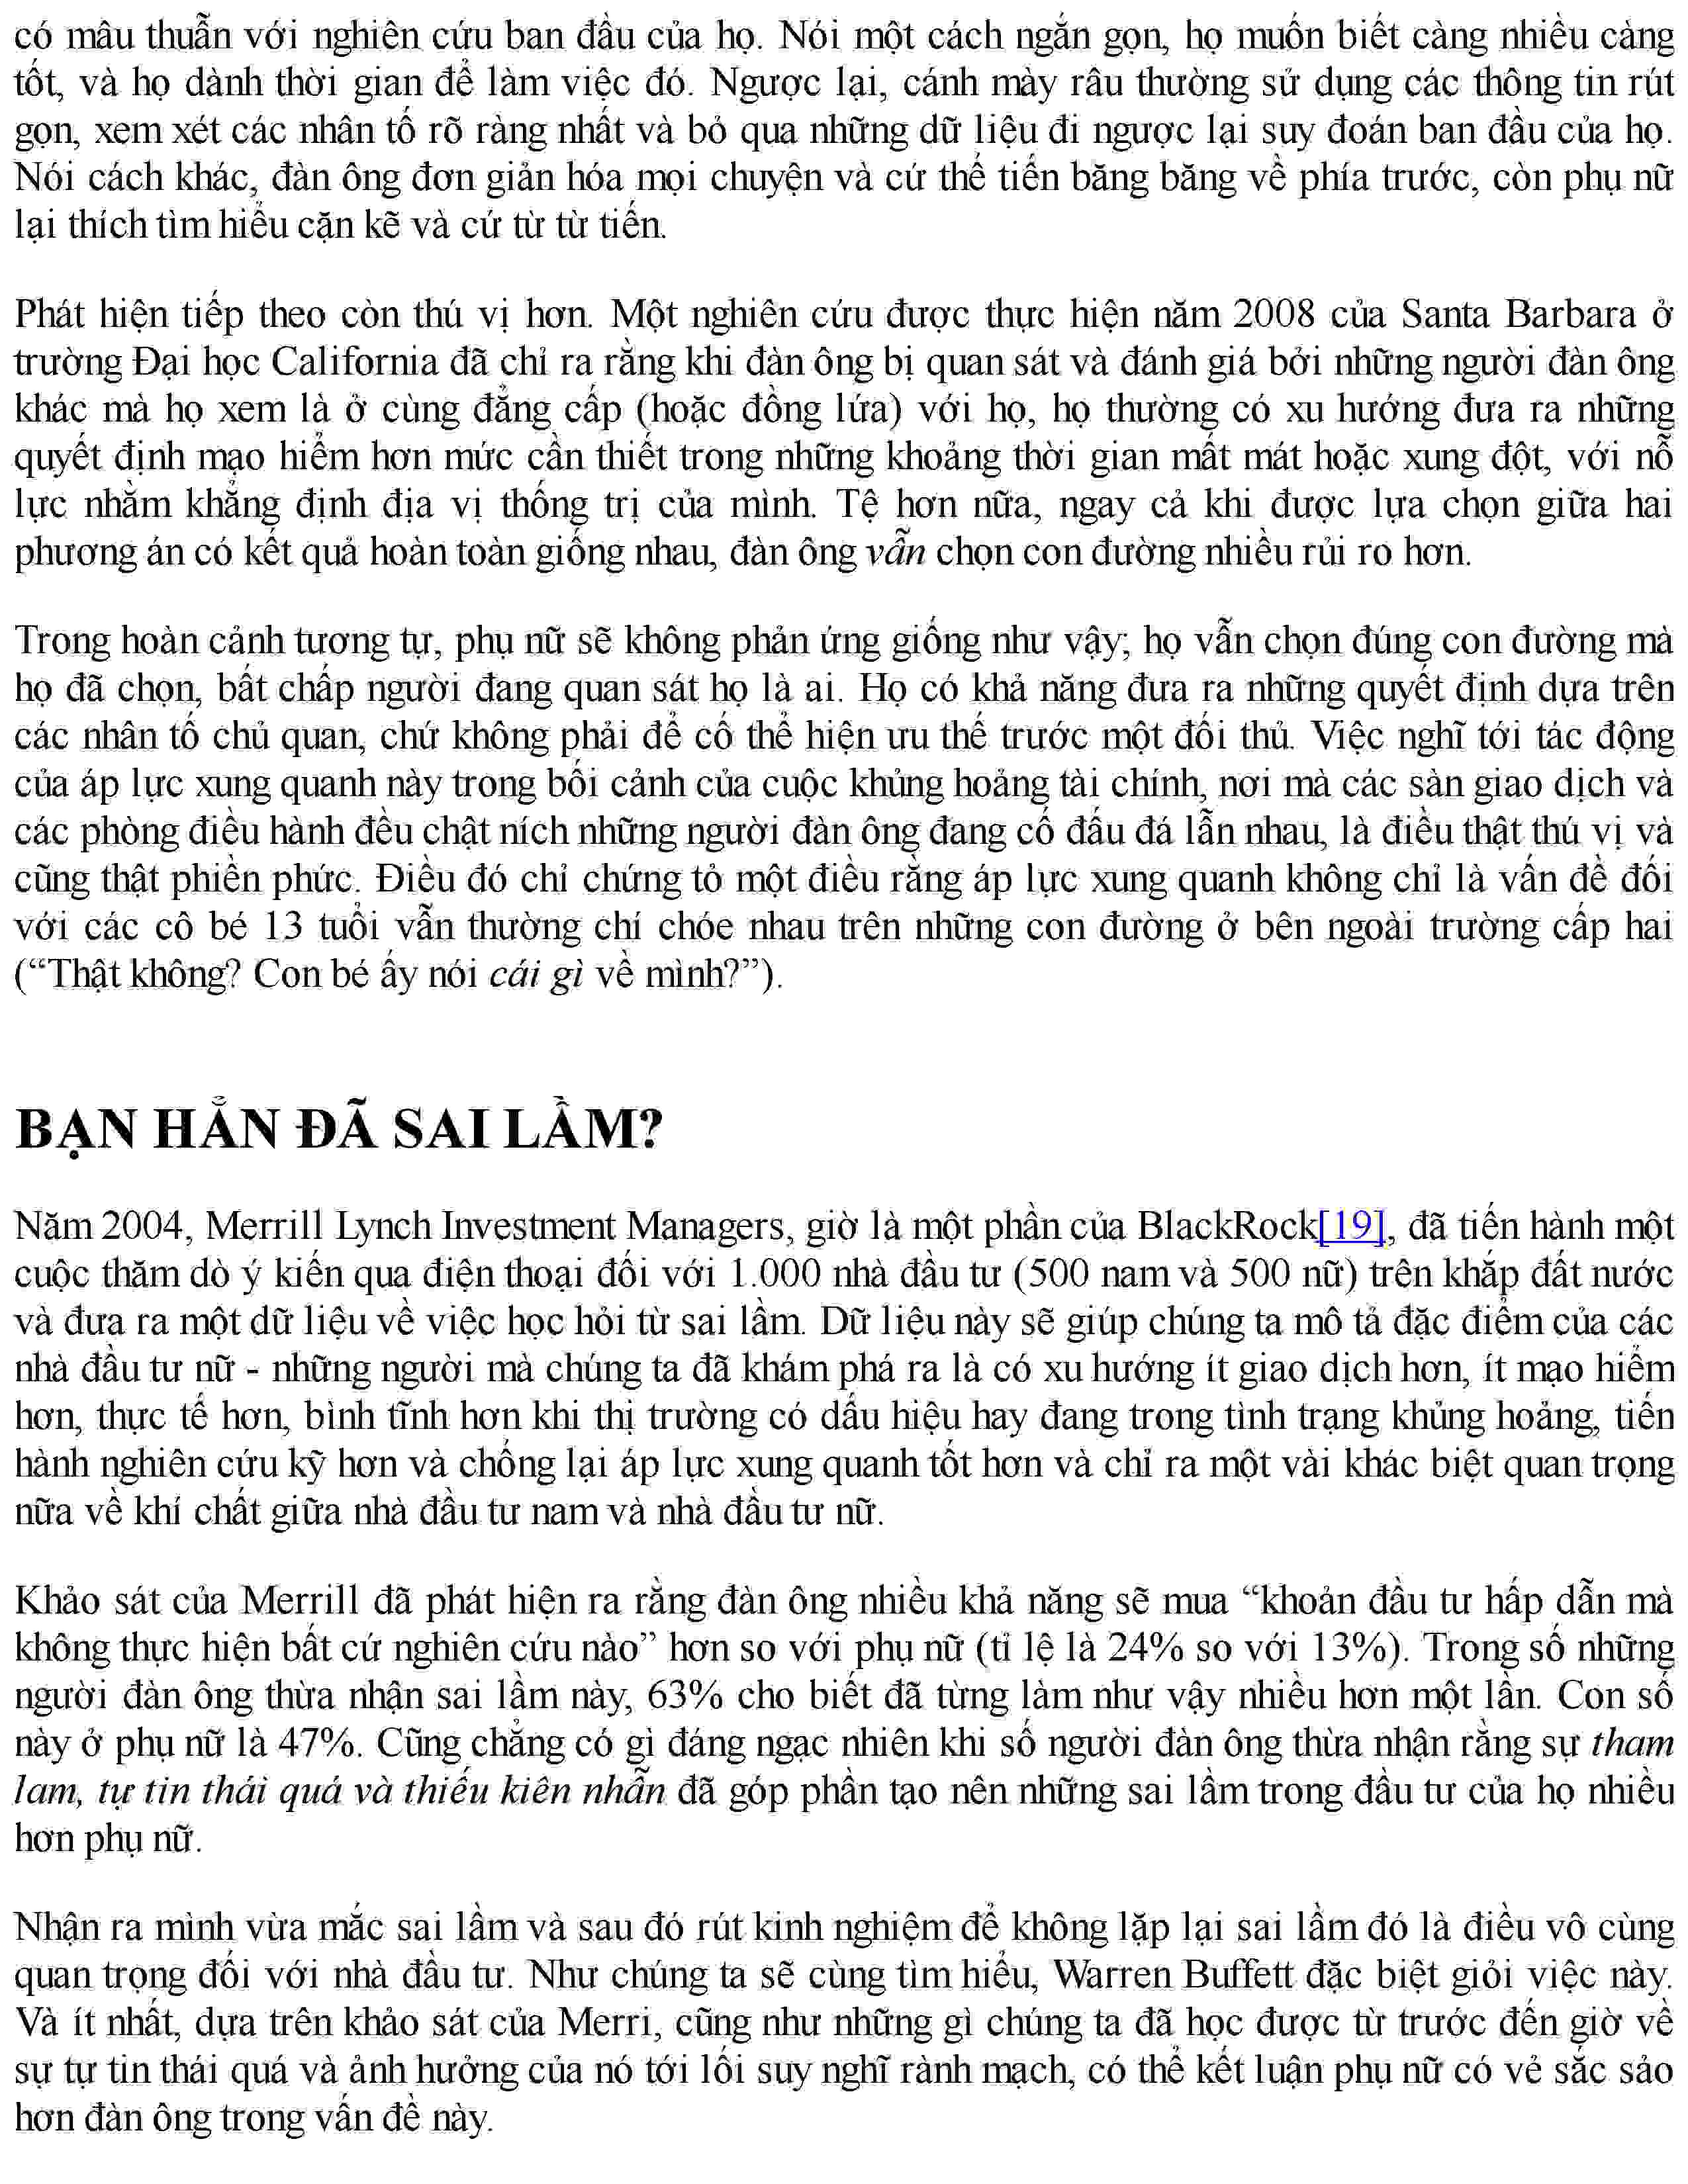 có mâu thuẫn với nghiên cứu ban đầu của họ. Nói một cách ngắn gọn, họ muốn biết càng nhiều càng
tốt, và họ dành thời gian để làm việc đó. Ngược lại, cánh mày râu thường sử dụng các thông tin rút
gọn, xem xét các nhân tố rõ ràng nhất và bỏ qua những dữ liệu đi ngược lại suy đoán ban đầu của họ.
Nói cách khác, đàn ông đơn giản hóa mọi chuyện và cứ thế tiến băng băng về phía trước, còn phụ nữ
lại thích tìm hiểu cặn kẽ và cứ từ từ tiến.
Phát hiện tiếp theo còn thú vị hơn. Một nghiên cứu được thực hiện năm 2008 của Santa Barbara ở
trường Đại học California đã chỉ ra rằng khi đàn ông bị quan sát và đánh giá bởi những người đàn ông
khác mà họ xem là ở cùng đẳng cấp (hoặc đồng lứa) với họ, họ thường có xu hướng đưa ra những
quyết định mạo hiểm hơn mức cần thiết trong những khoảng thời gian mất mát hoặc xung đột, với nỗ
lực nhằm khẳng định địa vị thống trị của mình. Tệ hơn nữa, ngay cả khi được lựa chọn giữa hai
phương án có kết quả hoàn toàn giống nhau, đàn ông vẫn chọn con đường nhiều rủi ro hơn.
Trong hoàn cảnh tương tự, phụ nữ sẽ không phản ứng giống như vậy; họ vẫn chọn đúng con đường mà
họ đã chọn, bất chấp người đang quan sát họ là ai. Họ có khả năng đưa ra những quyết định dựa trên
các nhân tố chủ quan, chứ không phải để cố thể hiện ưu thế trước một đối thủ. Việc nghĩ tới tác động
của áp lực xung quanh này trong bối cảnh của cuộc khủng hoảng tài chính, nơi mà các sàn giao dịch và
các phòng điều hành đều chật ních những người đàn ông đang cố đấu đá lẫn nhau, là điều thật thú vị và
cũng thật phiền phức. Điều đó chỉ chứng tỏ một điều rằng áp lực xung quanh không chỉ là vấn đề đối
với các cô bé 13 tuổi vẫn thường chí chóe nhau trên những con đường ở bên ngoài trường cấp hai
(“Thật không? Con bé ấy nói cái gì về mình?”).
BẠN HẲN ĐÃ SAI LẦM?
Năm 2004, Merrill Lynch Investment Managers, giờ là một phần của BlackRock[19], đã tiến hành một
cuộc thăm dò ý kiến qua điện thoại đối với 1.000 nhà đầu tư (500 nam và 500 nữ) trên khắp đất nước
và đưa ra một dữ liệu về việc học hỏi từ sai lầm. Dữ liệu này sẽ giúp chúng ta mô tả đặc điểm của các
nhà đầu tư nữ - những người mà chúng ta đã khám phá ra là có xu hướng ít giao dịch hơn, ít mạo hiểm
hơn, thực tế hơn, bình tĩnh hơn khi thị trường có dấu hiệu hay đang trong tình trạng khủng hoảng, tiến
hành nghiên cứu kỹ hơn và chống lại áp lực xung quanh tốt hơn và chỉ ra một vài khác biệt quan trọng
nữa về khí chất giữa nhà đầu tư nam và nhà đầu tư nữ.
Khảo sát của Merrill đã phát hiện ra rằng đàn ông nhiều khả năng sẽ mua “khoản đầu tư hấp dẫn mà
không thực hiện bất cứ nghiên cứu nào” hơn so với phụ nữ (tỉ lệ là 24% so với 13%). Trong số những
người đàn ông thừa nhận sai lầm này, 63% cho biết đã từng làm như vậy nhiều hơn một lần. Con số
này ở phụ nữ là 47%. Cũng chẳng có gì đáng ngạc nhiên khi số người đàn ông thừa nhận rằng sự tham
lam, tự tin thái quá và thiếu kiên nhẫn đã góp phần tạo nên những sai lầm trong đầu tư của họ nhiều
hơn phụ nữ.
Nhận ra mình vừa mắc sai lầm và sau đó rút kinh nghiệm để không lặp lại sai lầm đó là điều vô cùng
quan trọng đối với nhà đầu tư. Như chúng ta sẽ cùng tìm hiểu, Warren Buffett đặc biệt giỏi việc này.
Và ít nhất, dựa trên khảo sát của Merri, cũng như những gì chúng ta đã học được từ trước đến giờ về
sự tự tin thái quá và ảnh hưởng của nó tới lối suy nghĩ rành mạch, có thể kết luận phụ nữ có vẻ sắc sảo
hơn đàn ông trong vấn đề này.